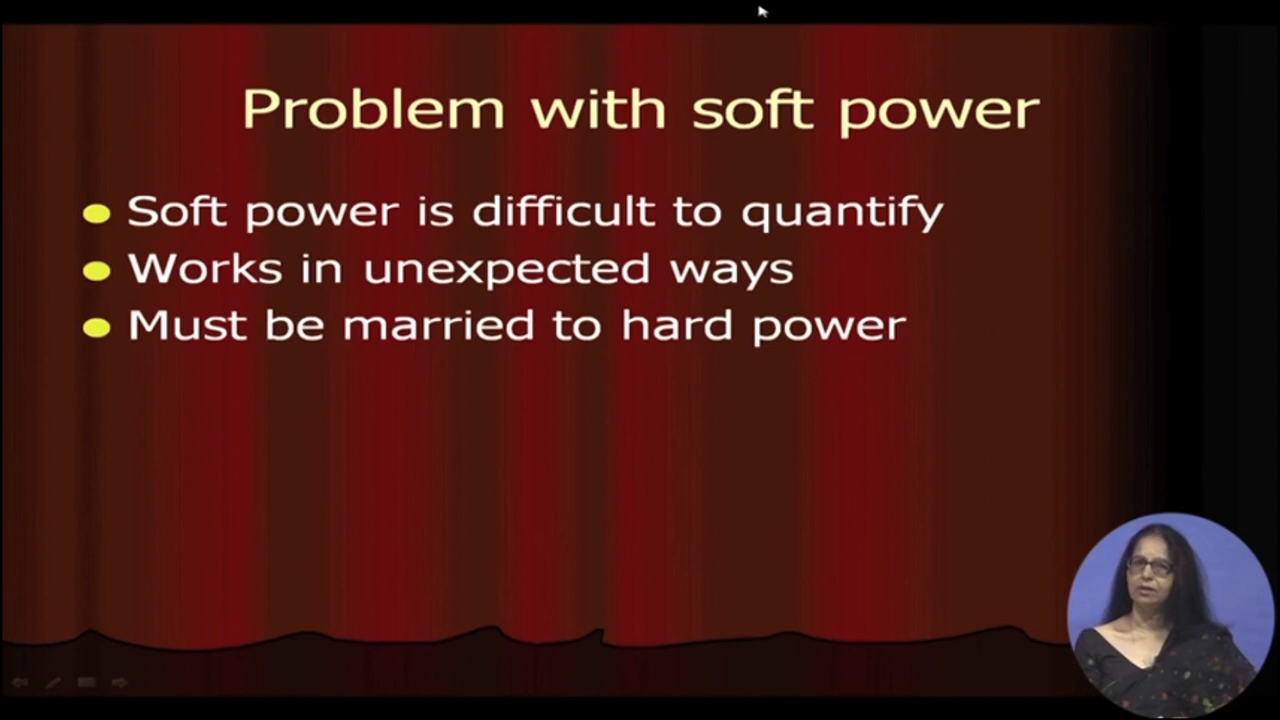 Problem with soft power
Soft power is difficult to quantify
Works in unexpected ways
Must be married to hard power